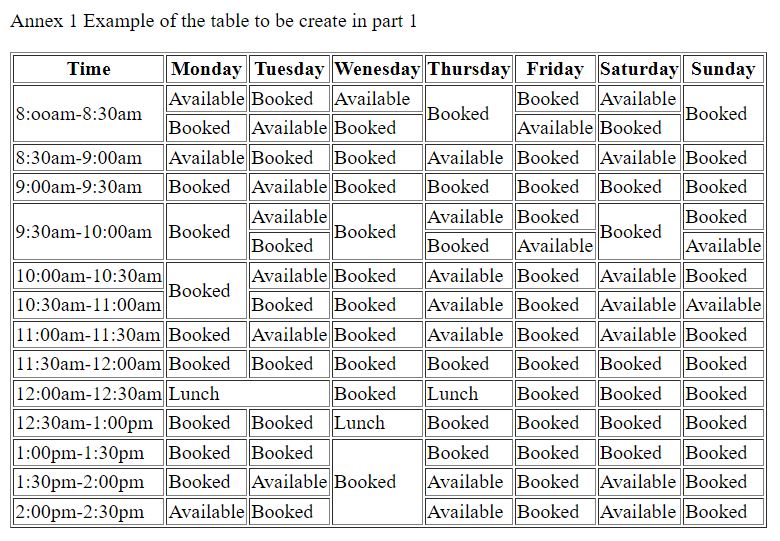 Annex 1 Example of the table to be create in part 1
Time Monday Tuesday Wenesday Thursday Friday Saturday Sunday
8:ooam-8:30am Available Booked Available Booked Booked Available Booked
Booked Available Booked Available Booked
8:30am-9:00am Available Booked Booked Available Booked Available Booked
9:00am-9:30am Booked Available Booked Booked Booked Booked Booked
9:30am-10:00am Booked Available Booked Available Booked Booked Booked
Booked Booked Available Available
10:00am-10:30am Booked Available Booked Available Booked Available Booked
10:30am-11:00am Booked Booked Available Booked Available Available
11:00am-11:30am Booked Available Booked Available Booked Available Booked
11:30am-12:00am Booked Booked Booked Booked Booked Booked Booked
12:00am-12:30am Lunch Booked Lunch Booked Booked Booked
12:30am-1:00pm Booked Booked Lunch Booked Booked Booked Booked
1:00pm-1:30pm Booked Booked Booked Booked Booked Booked Booked
1:30pm-2:00pm Booked Available Available Booked Available Booked
2:00pm-2:30pm Available Booked Available Booked Available Booked